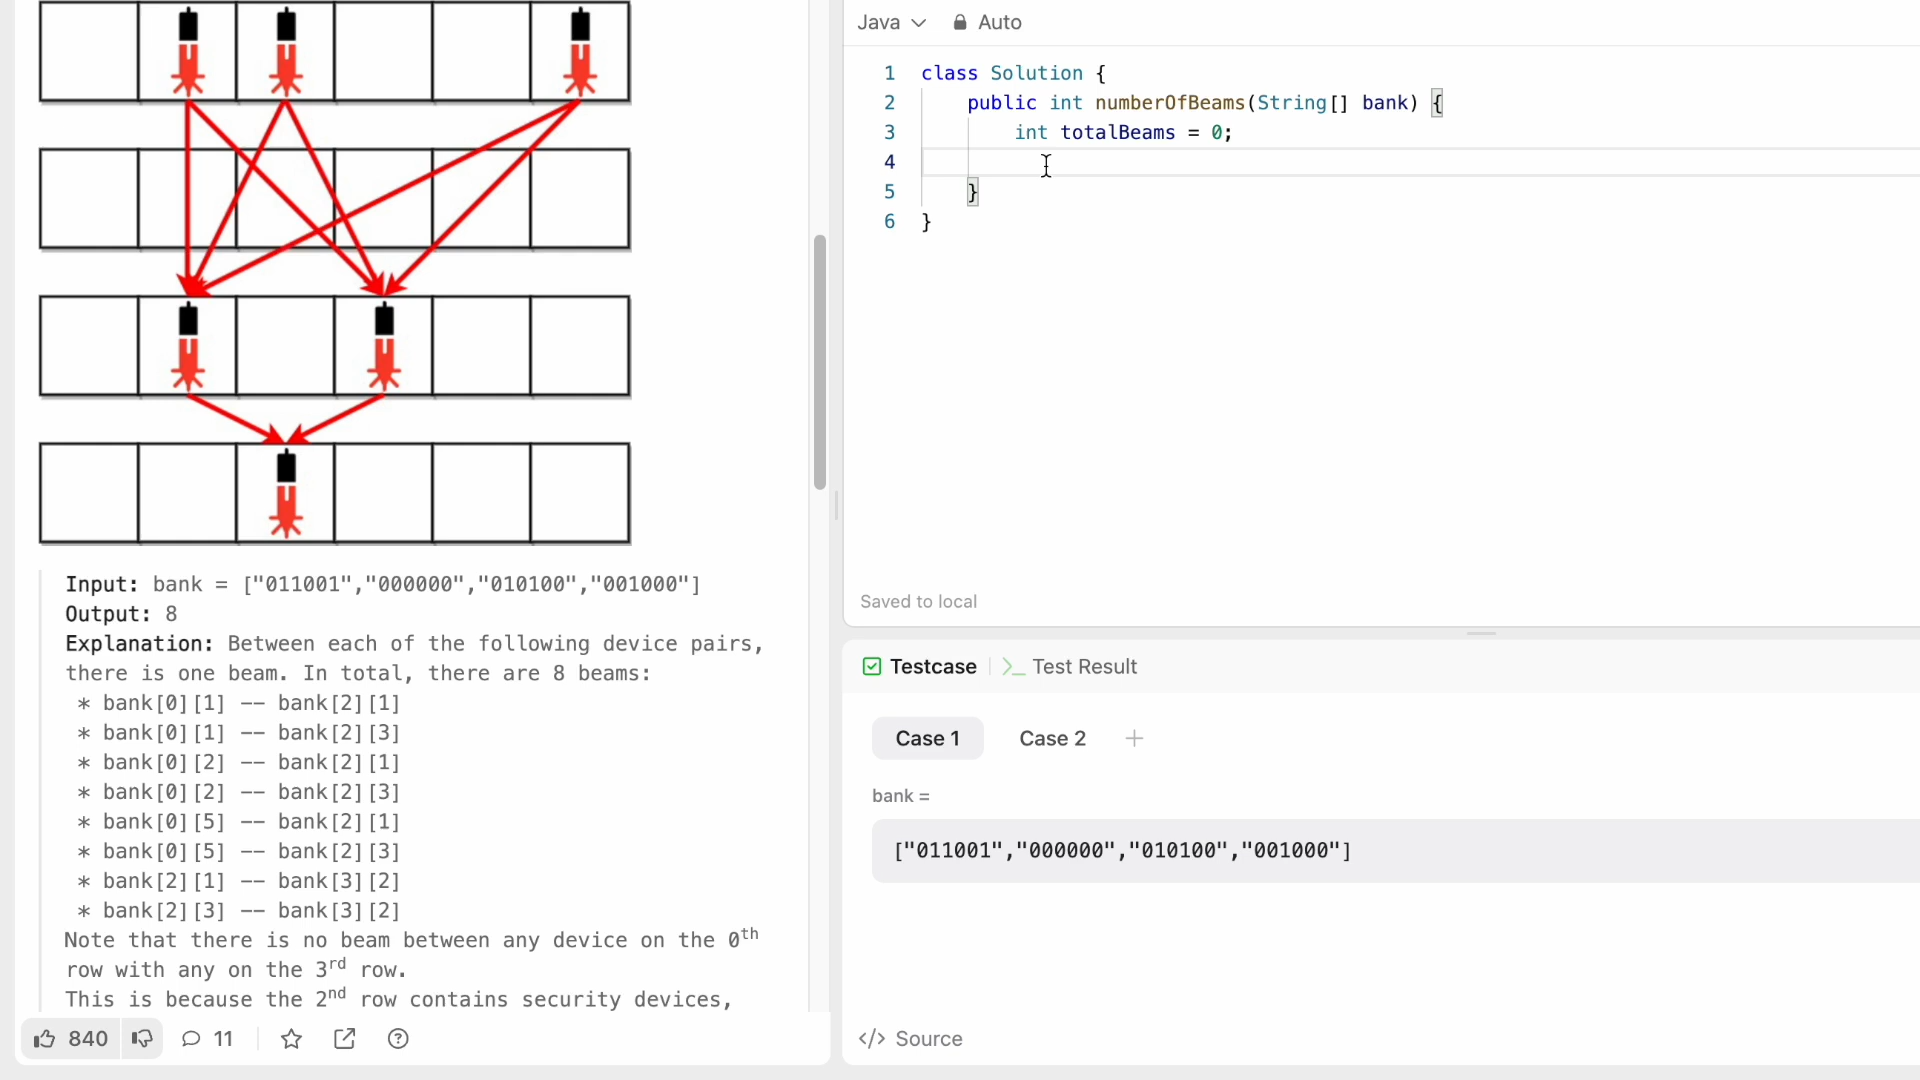 Input: bank = ["011001","000000","010100","001000"]
Output: 8
Explanation: Between each of the following device pairs,
there is one beam. In total, there are 8 beams:
* bank[0][1] -- bank[2][1]
* bank[0][1] -- bank[2][3]
* bank[0][2] -- bank[2][1]
* bank[0][2] -- bank[2][3]
* bank[0][5] -- bank[2][1]
* bank[0][5] -- bank[2][3]
* bank[2][1] -- bank[3][2]
* bank[2][3] -- bank[3][2]
Note that there is no beam between any device on the 0th
row with any on the 3rd row.
This is because the 2nd row contains security devices,
840
11
Java Auto
1 class Solution {
2 public int numberOfBeams(String[] bank) {
3 int totalBeams = 0;
4
5 }
6 }
Saved to local
Testcase
Test Result
Case 1 Case 2
bank =
["011001","000000","010100","001000"]
</> Source